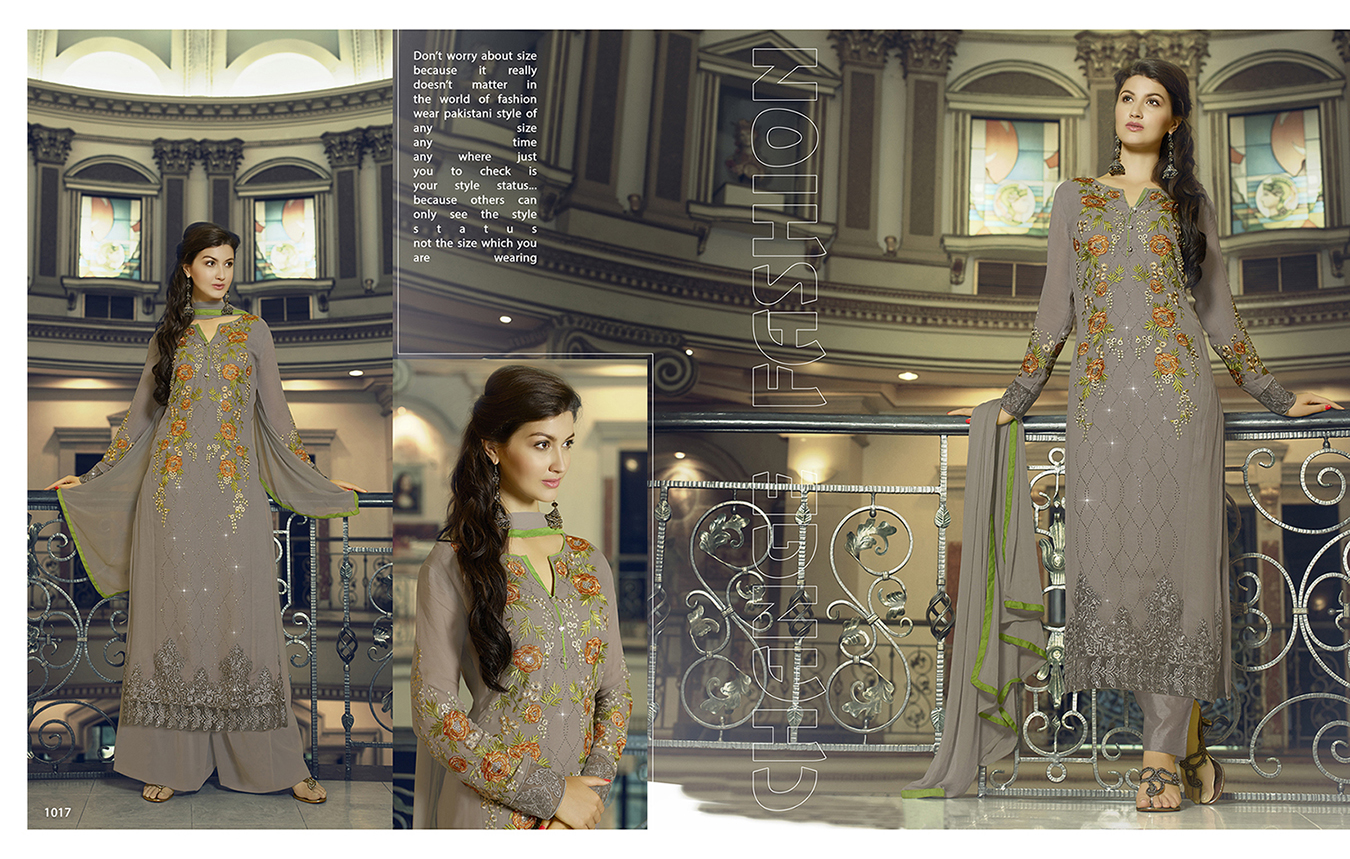 Don't worry about size
because it really
doesn't matter in
the world of fashion
wear pakistani style of
any size
any time
any where just
you to check is
your style status...
because others can
only see the style
s t a t u s
not the size which you
are wearing
CHANGE FASHION
1017